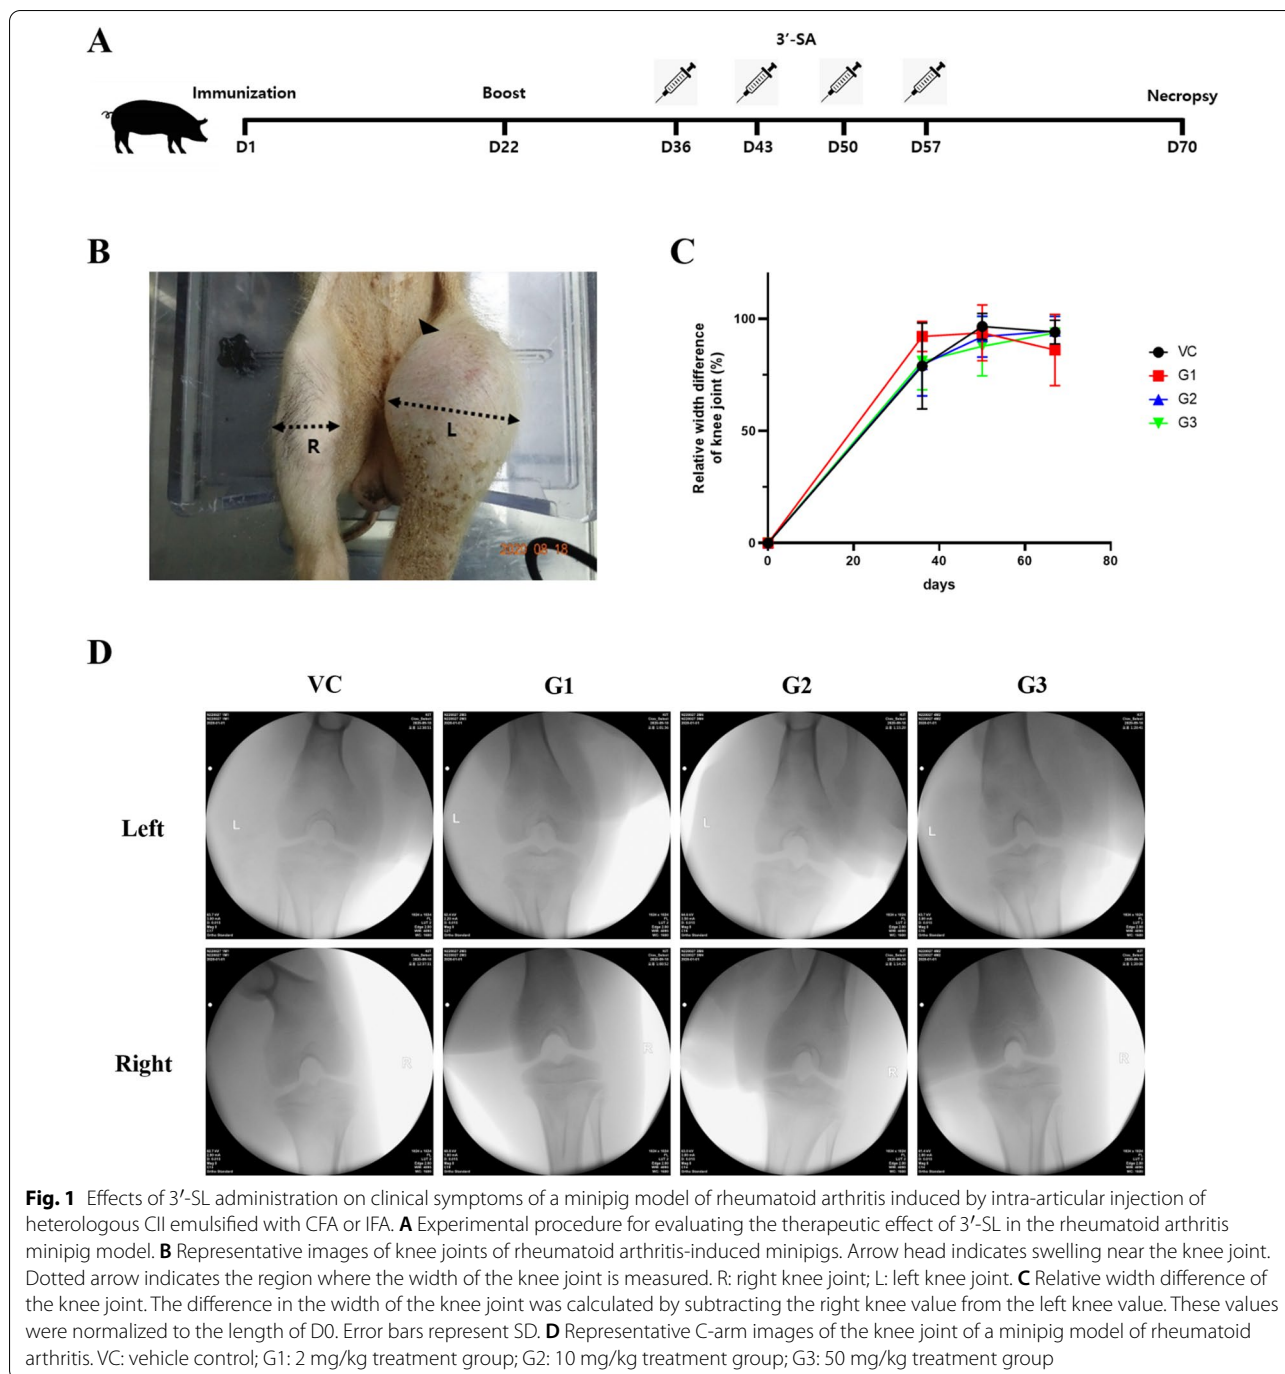 A
3′-SA
Immunization
Boost
Necropsy
D1
D22
D36
D43
D50
D57
D70
B
R
L
2020 08 18
C
Relative width difference
of knee joint (%)
100
50
0
0
20
40
60
80
days
VC
G1
G2
G3
D
VC
G1
G2
G3
Left
L
L
L
L
Right
R
R
R
R
Fig. 1 Effects of 3′-SL administration on clinical symptoms of a minipig model of rheumatoid arthritis induced by intra-articular injection of
heterologous CII emulsified with CFA or IFA. A Experimental procedure for evaluating the therapeutic effect of 3′-SL in the rheumatoid arthritis
minipig model. B Representative images of knee joints of rheumatoid arthritis-induced minipigs. Arrow head indicates swelling near the knee joint.
Dotted arrow indicates the region where the width of the knee joint is measured. R: right knee joint; L: left knee joint. C Relative width difference of
the knee joint. The difference in the width of the knee joint was calculated by subtracting the right knee value from the left knee value. These values
were normalized to the length of D0. Error bars represent SD. D Representative C-arm images of the knee joint of a minipig model of rheumatoid
arthritis. VC: vehicle control; G1: 2 mg/kg treatment group; G2: 10 mg/kg treatment group; G3: 50 mg/kg treatment group